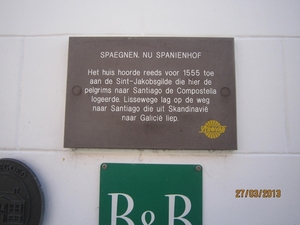 SPAEGNEN. NU SPANIENHOF
Het huis hoorde reeds voor 1555 toe
aan de Sint-Jakobsgilde die hier de
pelgrims naar Santiago de Compostella
logeerde. Lissewege lag op de weg
naar Santiago die uit Skandinavië
naar Galicië liep.
B&B
27/03/2013